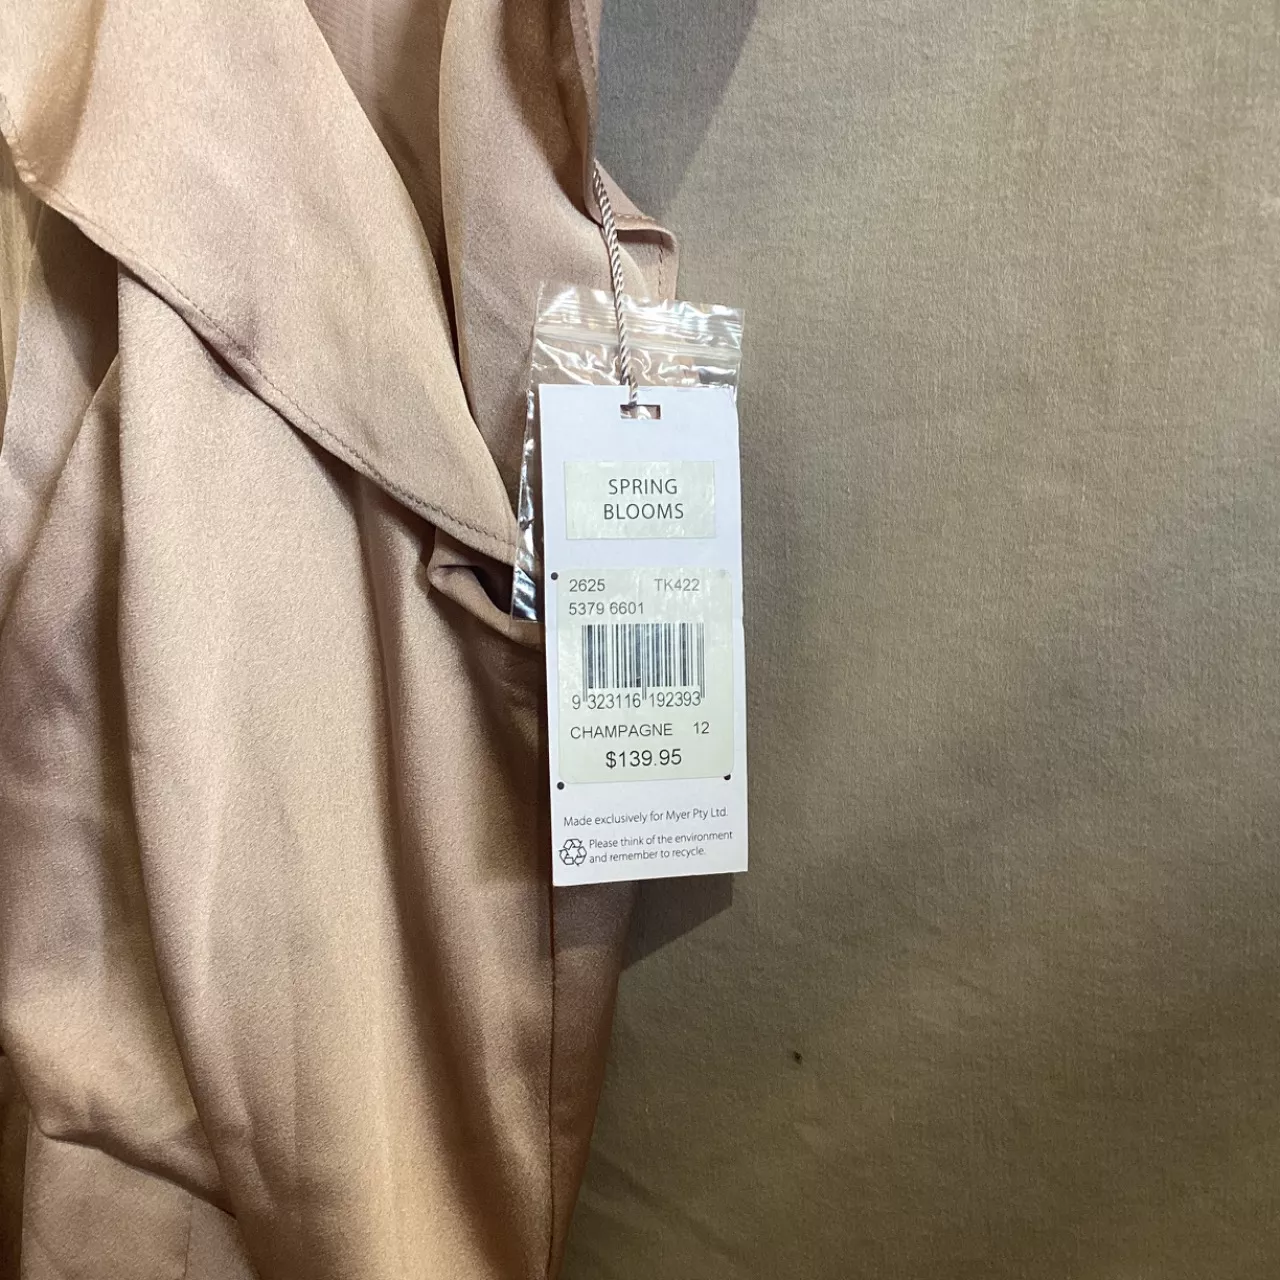 SPRING
BLOOMS
2625 TK422
5379 6601
9 323116 192393
CHAMPAGNE 12
$139.95
Made exclusively for Myer Pty Ltd.
Please think of the environment
and remember to recycle.